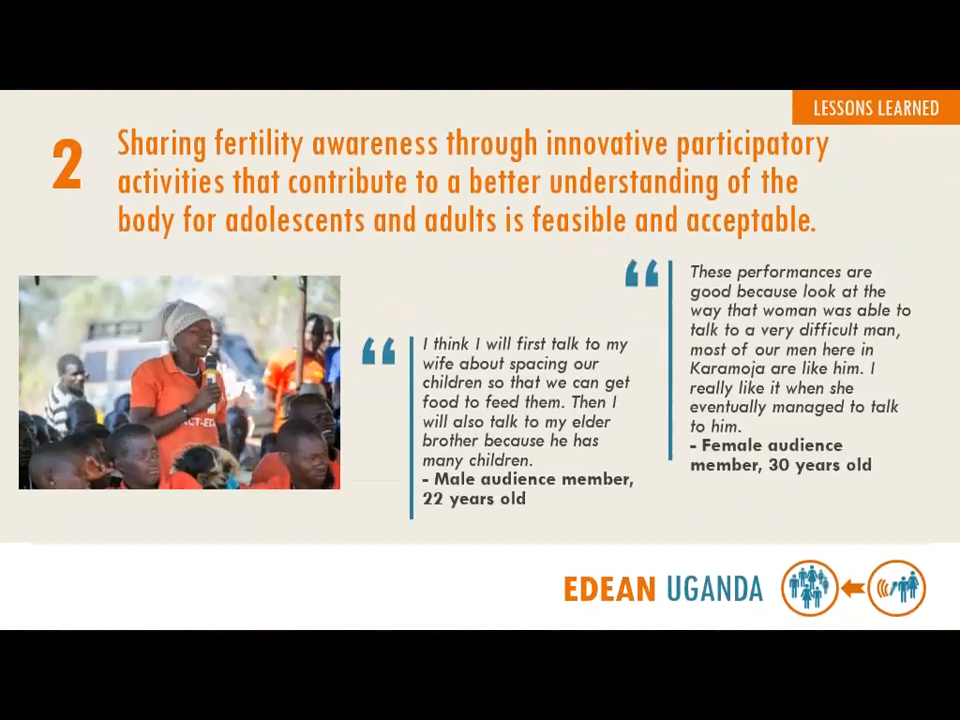 LESSONS LEARNED
2
Sharing fertility awareness through innovative participatory
activities that contribute to a better understanding of the
body for adolescents and adults is feasible and acceptable.
“
I think I will first talk to my
wife about spacing our
children so that we can get
food to feed them. Then I
will also talk to my elder
brother because he has
many children.
- Male audience member,
22 years old
“
These performances are
good because look at the
way that woman was able to
talk to a very difficult man,
most of our men here in
Karamoja are like him. I
really like it when she
eventually managed to talk
to him.
- Female audience
member, 30 years old
EDEAN UGANDA